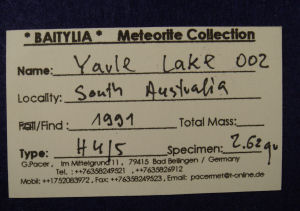 * BAITYLIA * Meteorite Collection
Name: Yarle Lake 002
Locality: South Australia
Fall/Find: 1991 Total Mass:
Type: H4/5 Specimen: 2.62 gr
G.Pacer, Im Mittelgrund 11, 79415 Bad Bellingen / Germany
Tel. : ++76358249521 , ++7635826912
Mobil: ++1752083972, Fax: ++76358249523, Email: pacermet@t-online.de